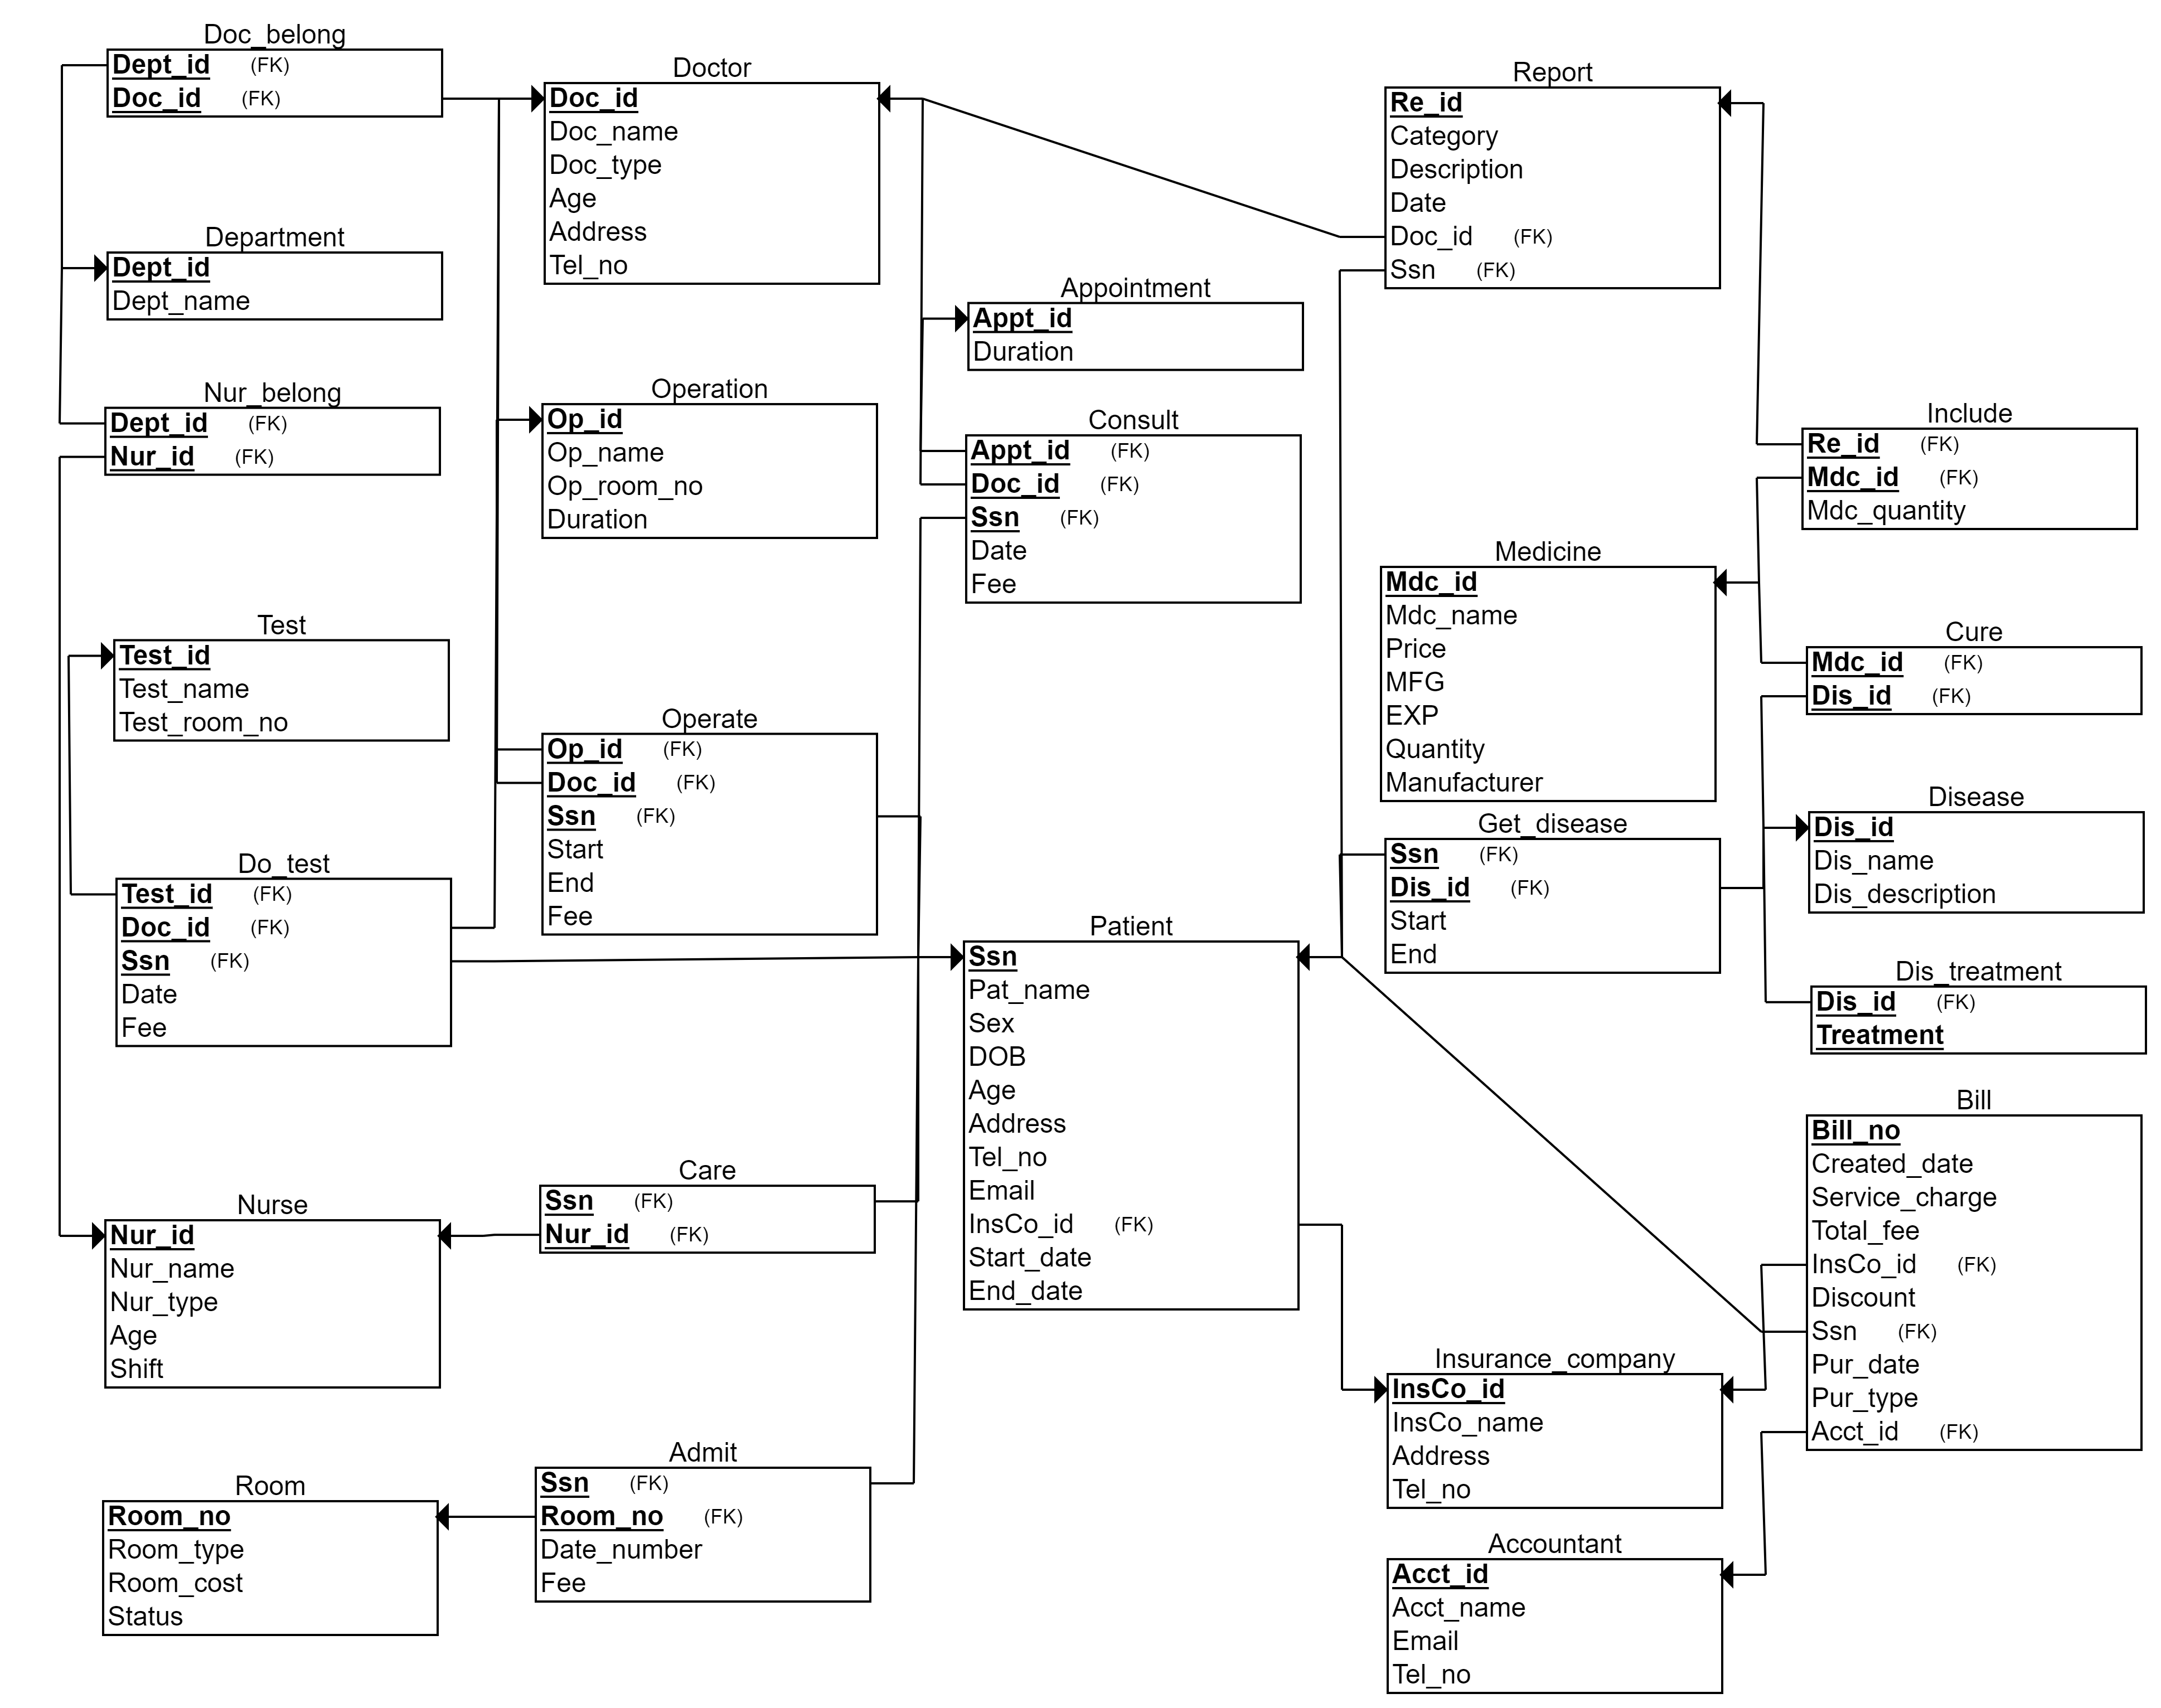 Doc_belong
Dept_id (FK)
Doc_id (FK)
Department
Dept_id
Dept_name
Nur_belong
Dept_id (FK)
Nur_id (FK)
Test
Test_id
Test_name
Test_room_no
Do_test
Test_id (FK)
Doc_id (FK)
Ssn (FK)
Date
Fee
Nurse
Nur_id
Nur_name
Nur_type
Age
Shift
Room
Room_no
Room_type
Room_cost
Status
Doctor
Doc_id
Doc_name
Doc_type
Age
Address
Tel_no
Operation
Op_id
Op_name
Op_room_no
Duration
Operate
Op_id (FK)
Doc_id (FK)
Ssn (FK)
Start
End
Fee
Care
Ssn (FK)
Nur_id (FK)
Admit
Ssn (FK)
Room_no (FK)
Date_number
Fee
Appointment
Appt_id
Duration
Consult
Appt_id (FK)
Doc_id (FK)
Ssn (FK)
Date
Fee
Patient
Ssn
Pat_name
Sex
DOB
Age
Address
Tel_no
Email
InsCo_id (FK)
Start_date
End_date
Report
Re_id
Category
Description
Date
Doc_id (FK)
Ssn (FK)
Medicine
Mdc_id
Mdc_name
Price
MFG
EXP
Quantity
Manufacturer
Get_disease
Ssn (FK)
Dis_id (FK)
Start
End
Insurance_company
InsCo_id
InsCo_name
Address
Tel_no
Accountant
Acct_id
Acct_name
Email
Tel_no
Include
Re_id (FK)
Mdc_id (FK)
Mdc_quantity
Cure
Mdc_id (FK)
Dis_id (FK)
Disease
Dis_id
Dis_name
Dis_description
Dis_treatment
Dis_id (FK)
Treatment
Bill
Bill_no
Created_date
Service_charge
Total_fee
InsCo_id (FK)
Discount
Ssn (FK)
Pur_date
Pur_type
Acct_id (FK)